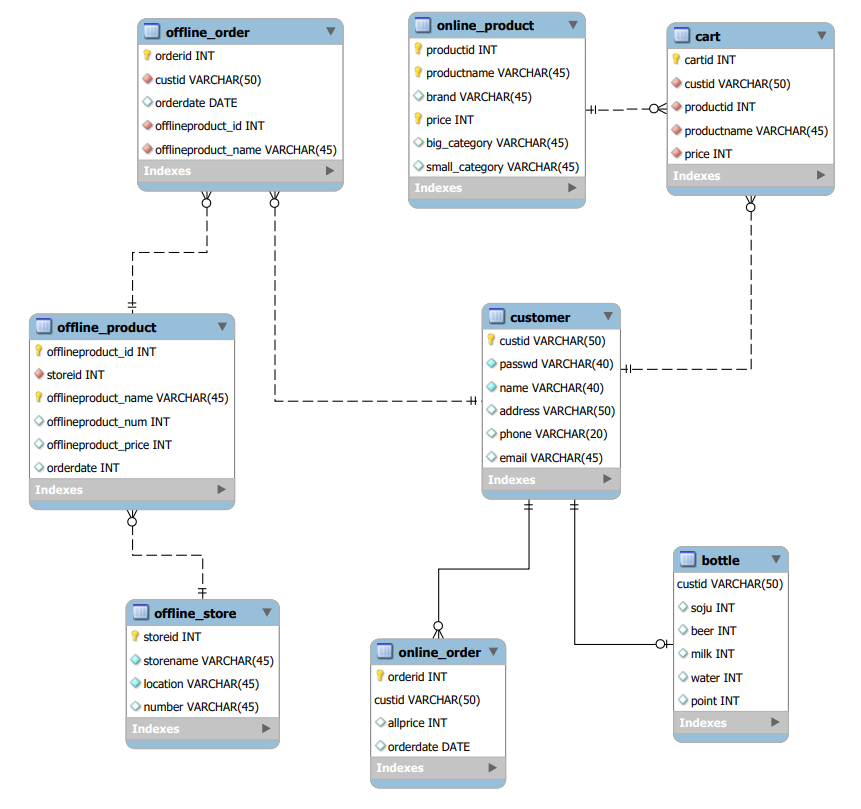 offline_order
orderid INT
custid VARCHAR(50)
orderdate DATE
offlineproduct_id INT
offlineproduct_name VARCHAR(45)
Indexes
online_product
productid INT
productname VARCHAR(45)
brand VARCHAR(45)
price INT
big_category VARCHAR(45)
small_category VARCHAR(45)
Indexes
cart
cartid INT
custid VARCHAR(50)
productid INT
productname VARCHAR(45)
price INT
Indexes
offline_product
offlineproduct_id INT
storeid INT
offlineproduct_name VARCHAR(45)
offlineproduct_num INT
offlineproduct_price INT
orderdate INT
Indexes
customer
custid VARCHAR(50)
passwd VARCHAR(40)
name VARCHAR(40)
address VARCHAR(50)
phone VARCHAR(20)
email VARCHAR(45)
Indexes
offline_store
storeid INT
storename VARCHAR(45)
location VARCHAR(45)
number VARCHAR(45)
Indexes
online_order
orderid INT
custid VARCHAR(50)
allprice INT
orderdate DATE
Indexes
bottle
custid VARCHAR(50)
soju INT
beer INT
milk INT
water INT
point INT
Indexes